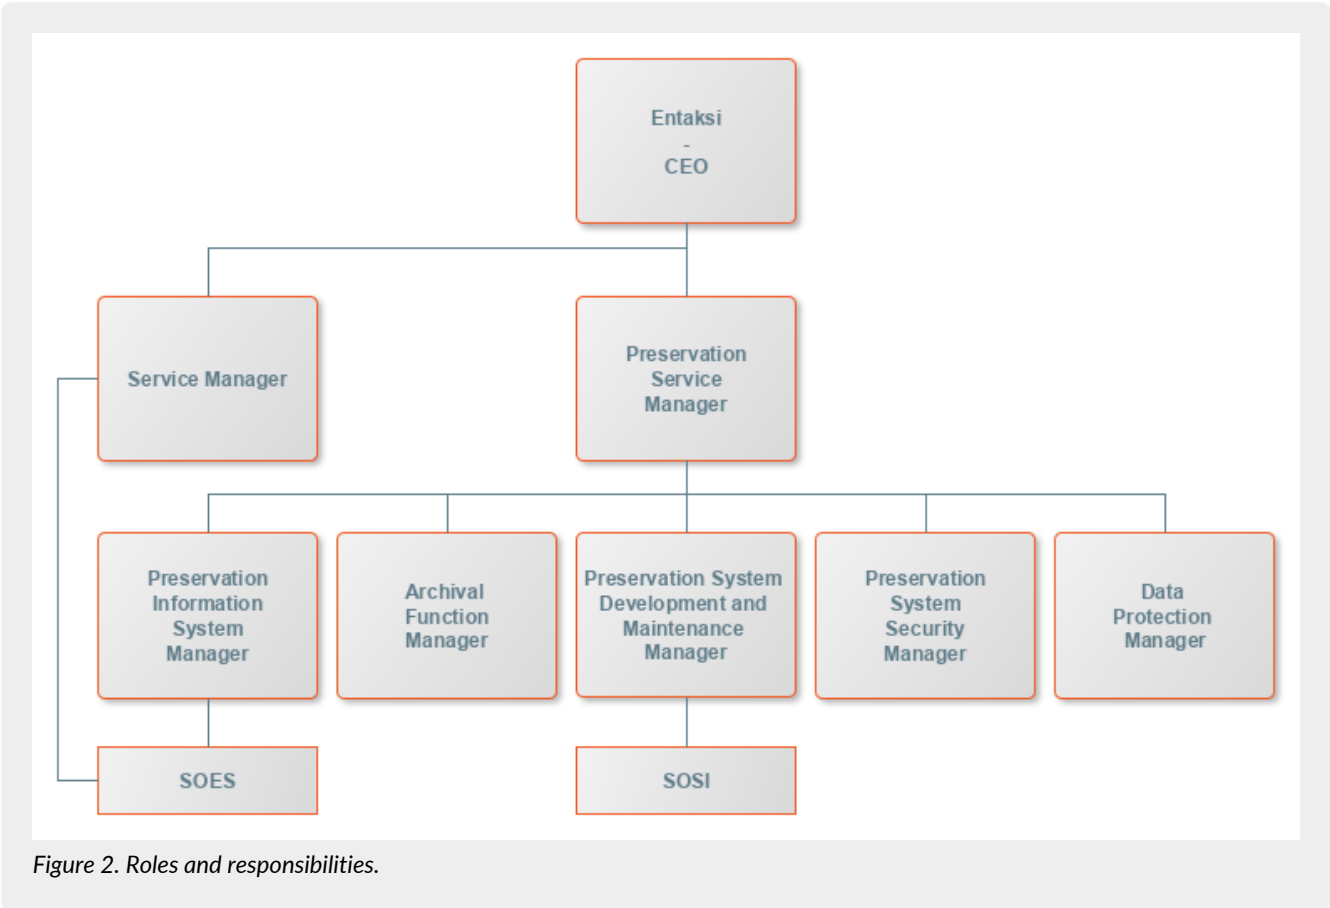 Entaksi
-
CEO
Service Manager
Preservation
Service
Manager
Preservation
Information
System
Manager
Archival
Function
Manager
Preservation System
Development and
Maintenance
Manager
Preservation
System
Security
Manager
Data
Protection
Manager
SOES
SOSI
Figure 2. Roles and responsibilities.